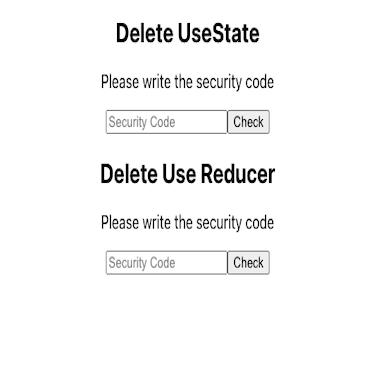 Delete UseState
Please write the security code
Security Code Check
Delete Use Reducer
Please write the security code
Security Code Check